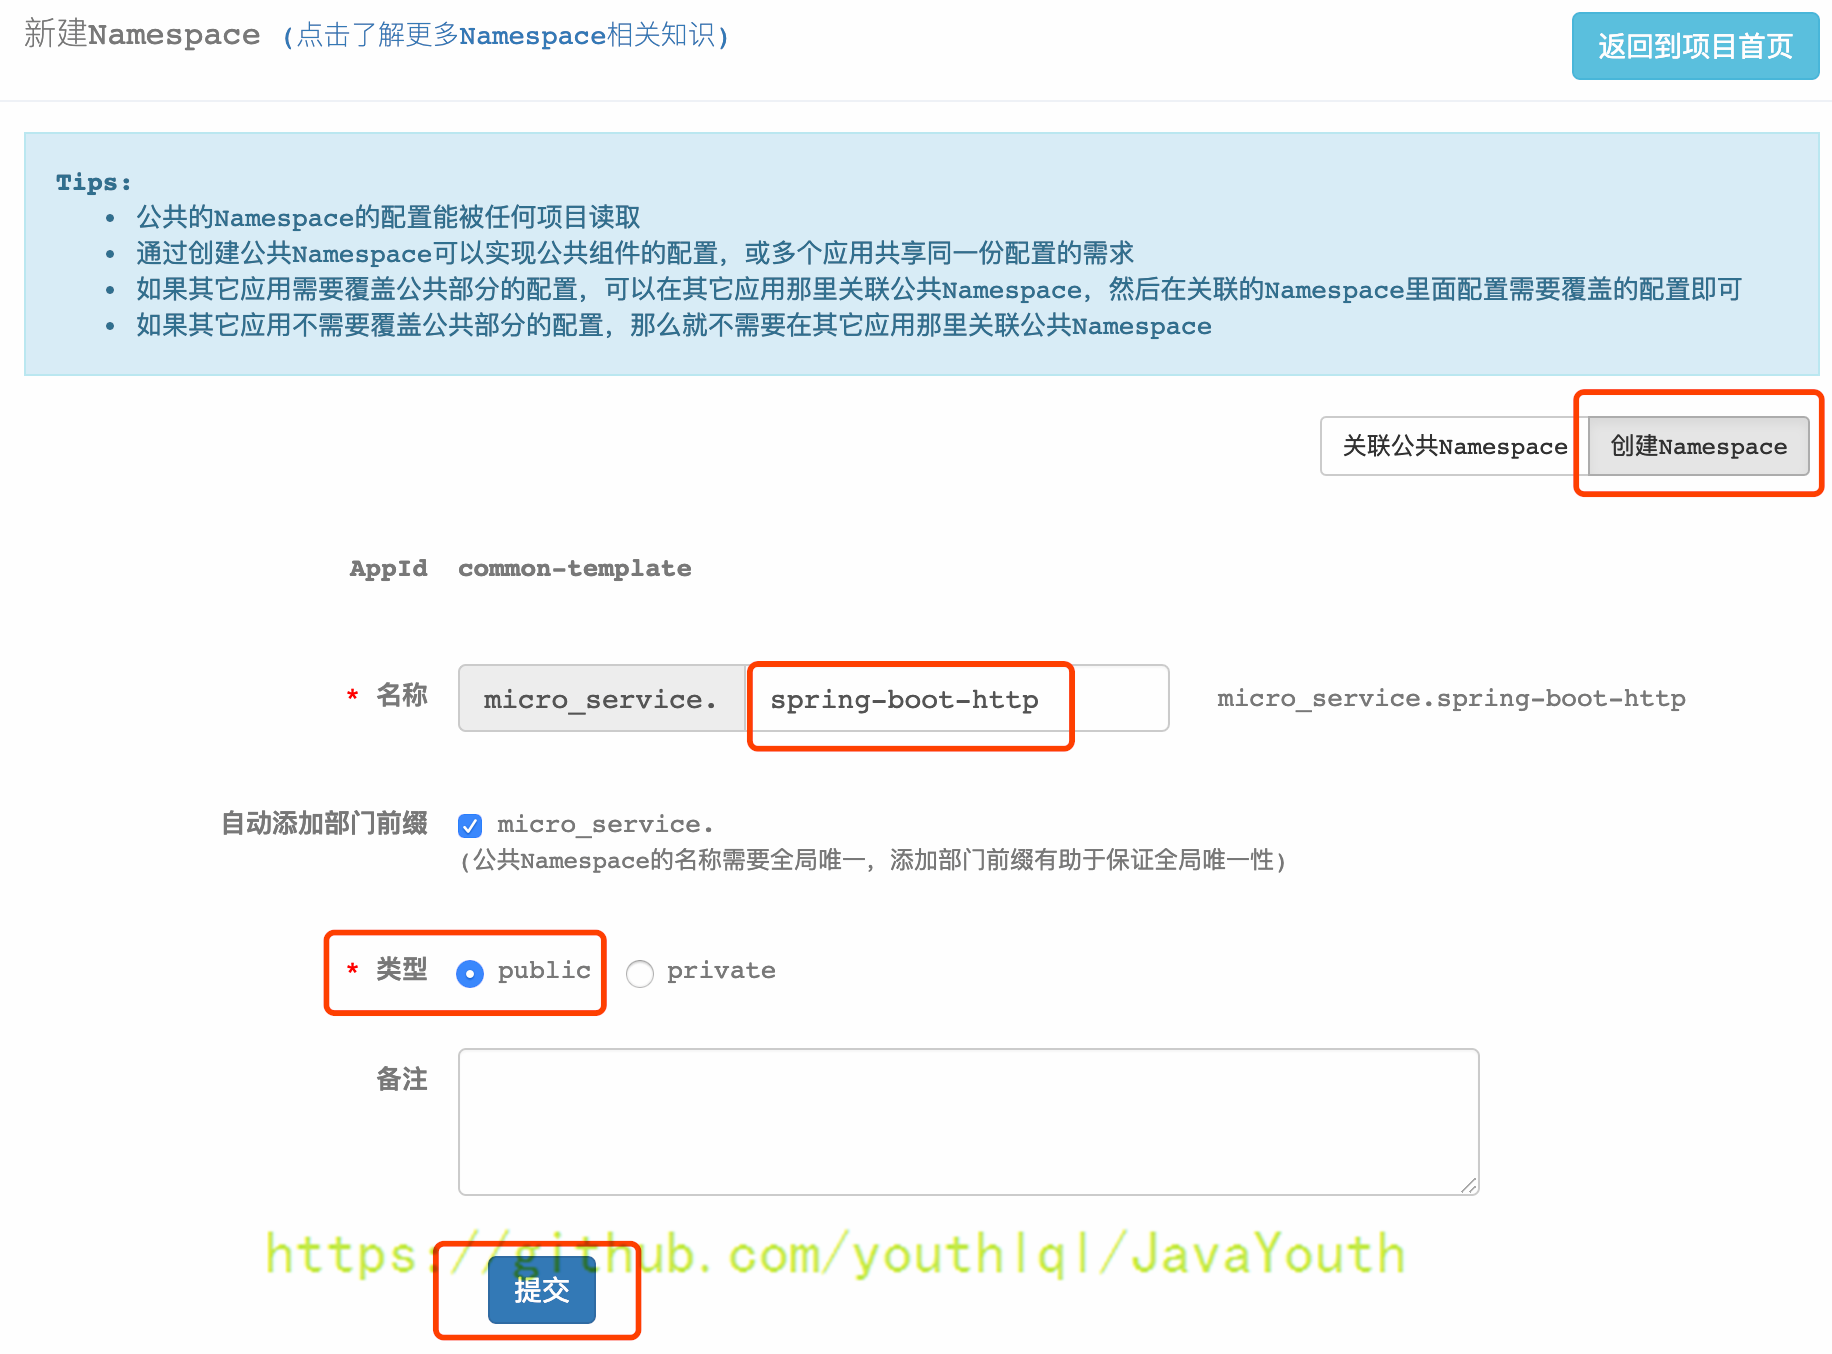 新建Namespace (点击了解更多Namespace相关知识)
返回到项目首页
Tips:
• 公共的Namespace的配置能被任何项目读取
• 通过创建公共Namespace可以实现公共组件的配置，或多个应用共享同一份配置的需求
• 如果其它应用需要覆盖公共部分的配置，可以在其它应用那里关联公共Namespace，然后在关联的Namespace里面配置需要覆盖的配置即可
• 如果其它应用不需要覆盖公共部分的配置，那么就不需要在其它应用那里关联公共Namespace
关联公共Namespace 创建Namespace
AppId common-template
* 名称 micro_service. spring-boot-http micro_service.spring-boot-http
自动添加部门前缀 micro_service.
(公共Namespace的名称需要全局唯一，添加部门前缀有助于保证全局唯一性)
* 类型 public private
备注
https://github.com/youthlql/JavaYouth
提交